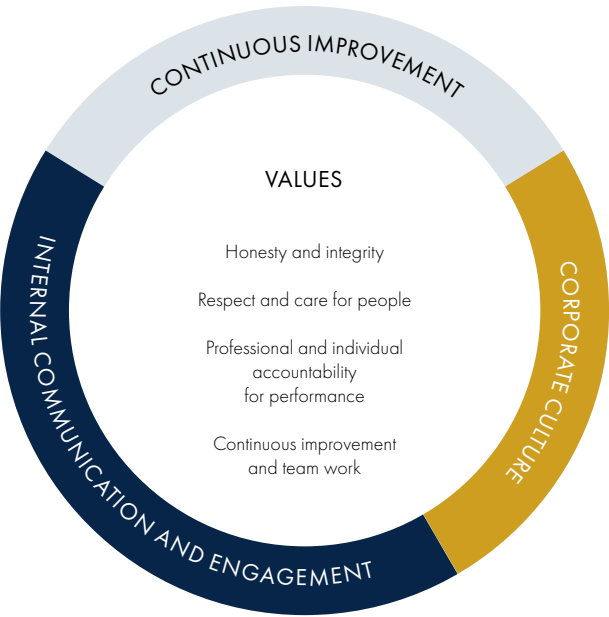 CONTINUOUS IMPROVEMENT
VALUES
Honesty and integrity
Respect and care for people
Professional and individual
accountability
for performance
Continuous improvement
and team work
CORPORATE CULTURE
INTERNAL COMMUNICATION AND ENGAGEMENT